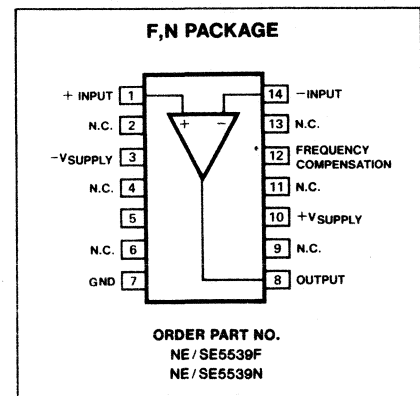 F,N PACKAGE
+ INPUT 1 14 −INPUT
N.C. 2 13 N.C.
+ −
−VSUPPLY 3 12 FREQUENCY COMPENSATION
N.C. 4 11 N.C.
5 10 +VSUPPLY
N.C. 6 9 N.C.
GND 7 8 OUTPUT
ORDER PART NO.
NE/SE5539F
NE/SE5539N